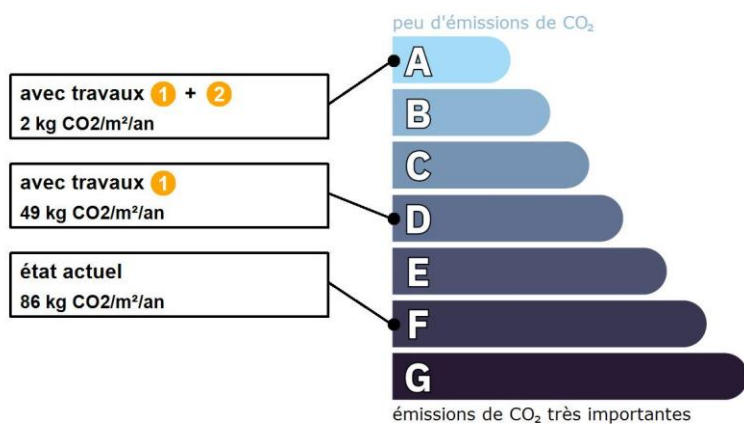 peu d'émissions de CO₂
A
avec travaux 1 + 2
2 kg CO2/m²/an
B
C
avec travaux 1
49 kg CO2/m²/an
D
E
état actuel
86 kg CO2/m²/an
F
G
émissions de CO₂ très importantes